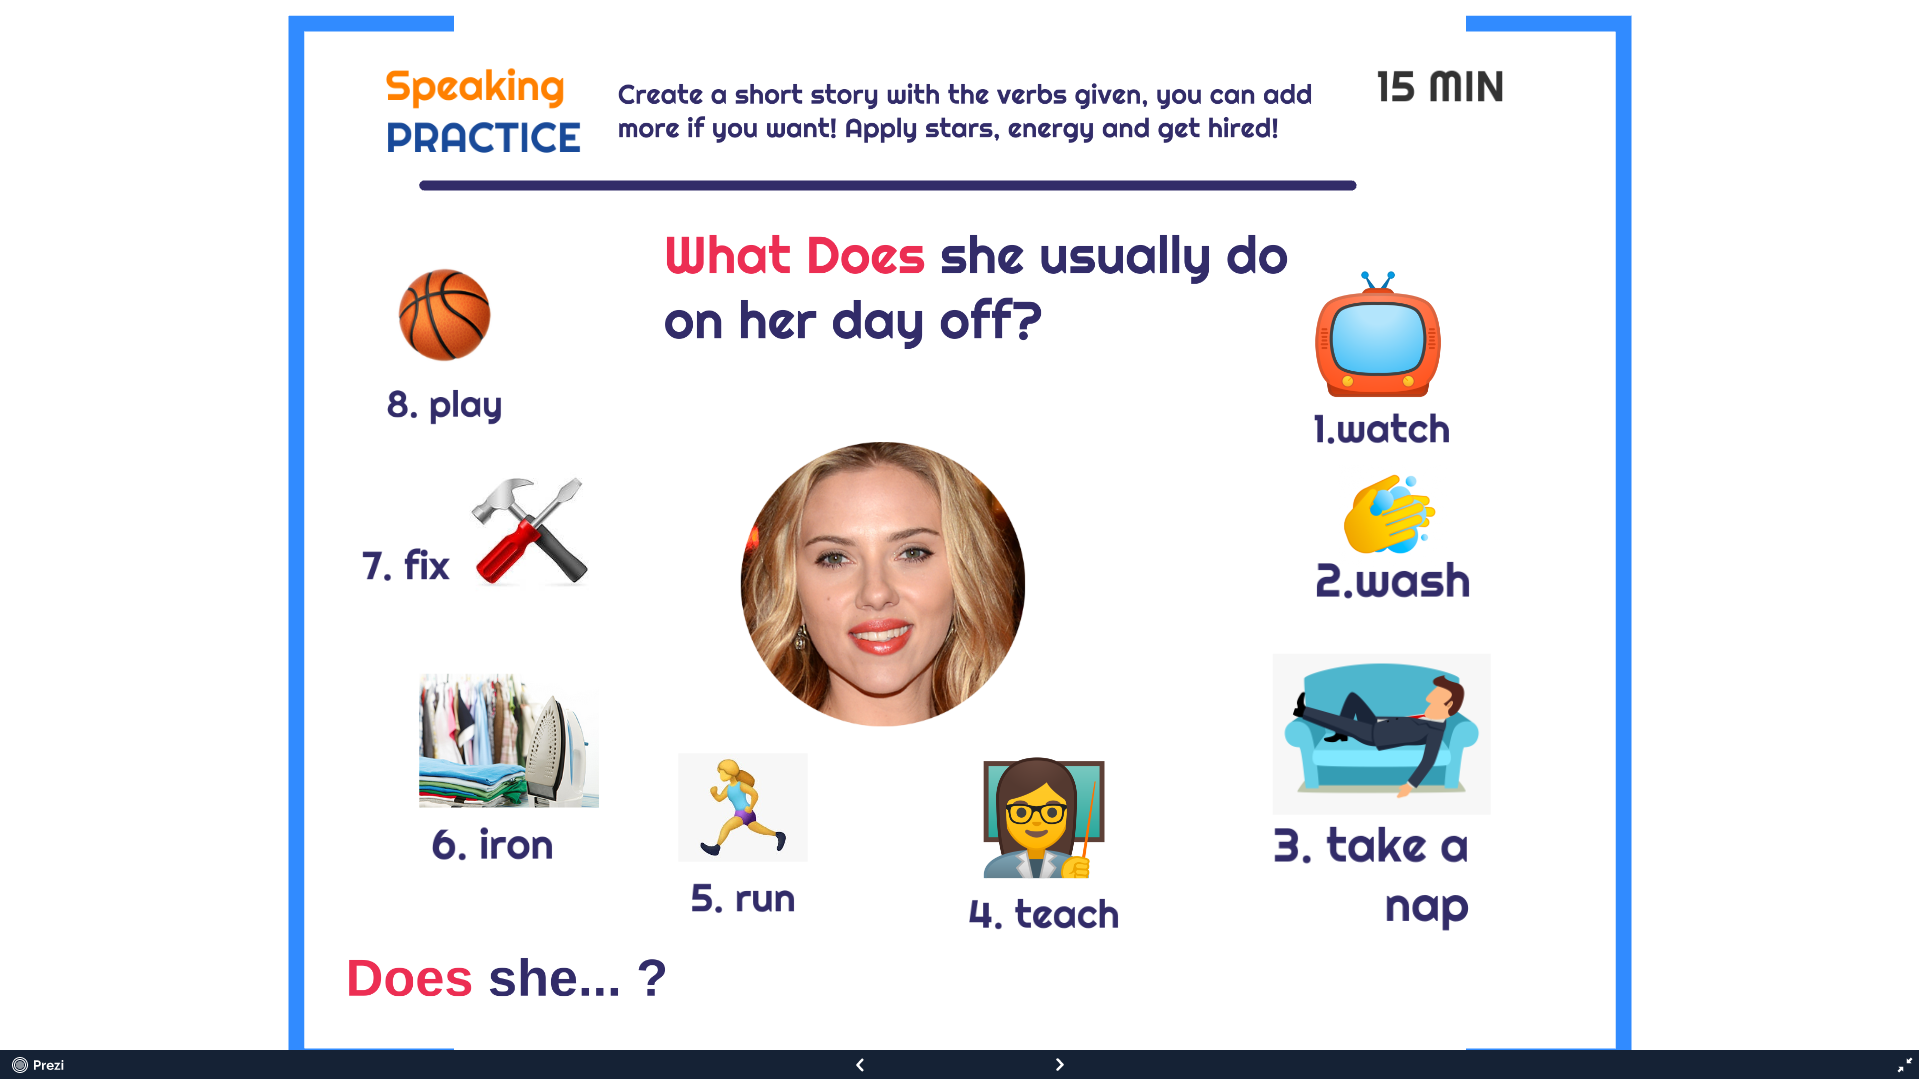 Speaking
PRACTICE
Create a short story with the verbs given, you can add
more if you want! Apply stars, energy and get hired!
15 MIN
What Does she usually do
on her day off?
1.watch
2.wash
3. take a
nap
4. teach
5. run
6. iron
7. fix
8. play
Does she... ?
Prezi